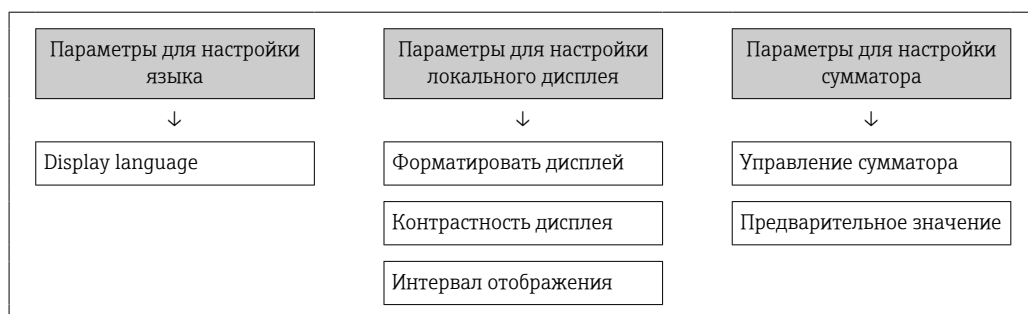 Параметры для настройки
языка
↓
Display language
Параметры для настройки
локального дисплея
↓
Форматировать дисплей
Контрастность дисплея
Интервал отображения
Параметры для настройки
сумматора
↓
Управление сумматора
Предварительное значение